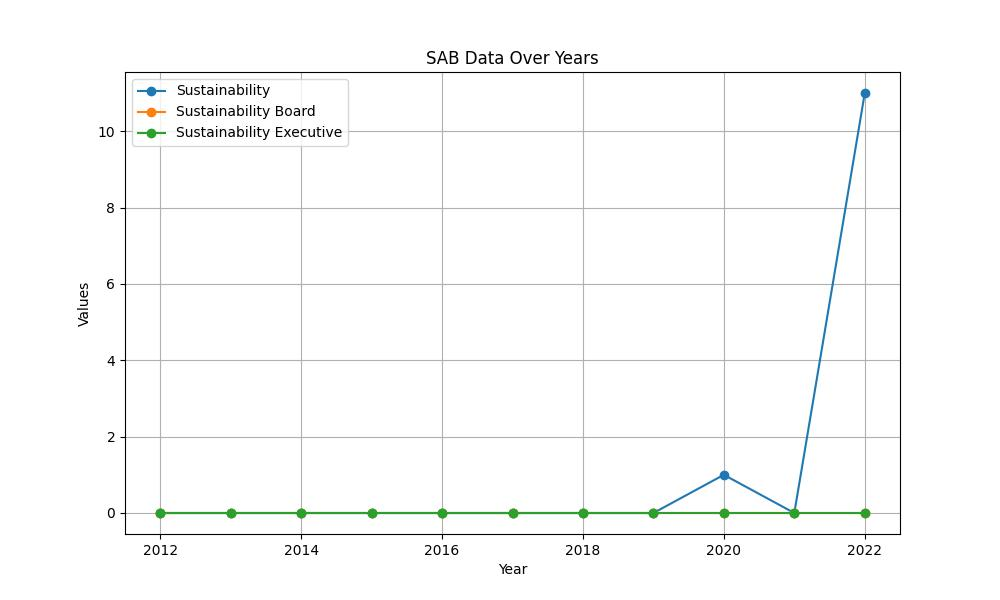 SAB Data Over Years
Sustainability
Sustainability Board
Sustainability Executive
10
8
6
4
2
0
Values
2012 2014 2016 2018 2020 2022
Year